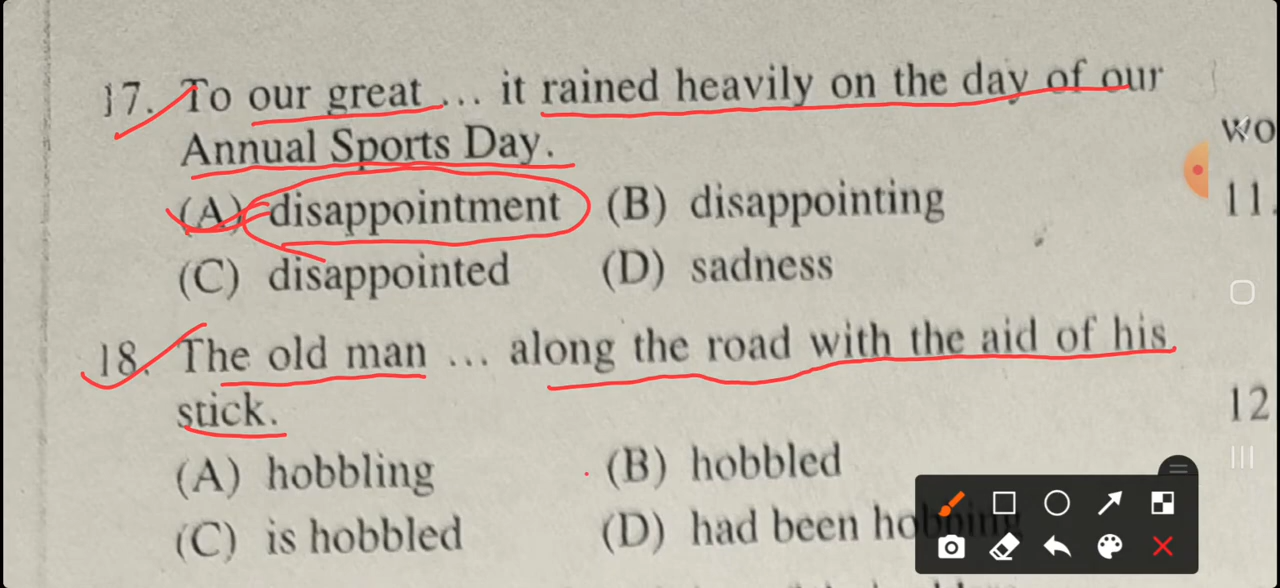 17. To our great ... it rained heavily on the day of our
Annual Sports Day.
(A) disappointment (B) disappointing
(C) disappointed (D) sadness
18. The old man ... along the road with the aid of his
stick.
(A) hobbling (B) hobbled
(C) is hobbled (D) had been
wo
11.
12